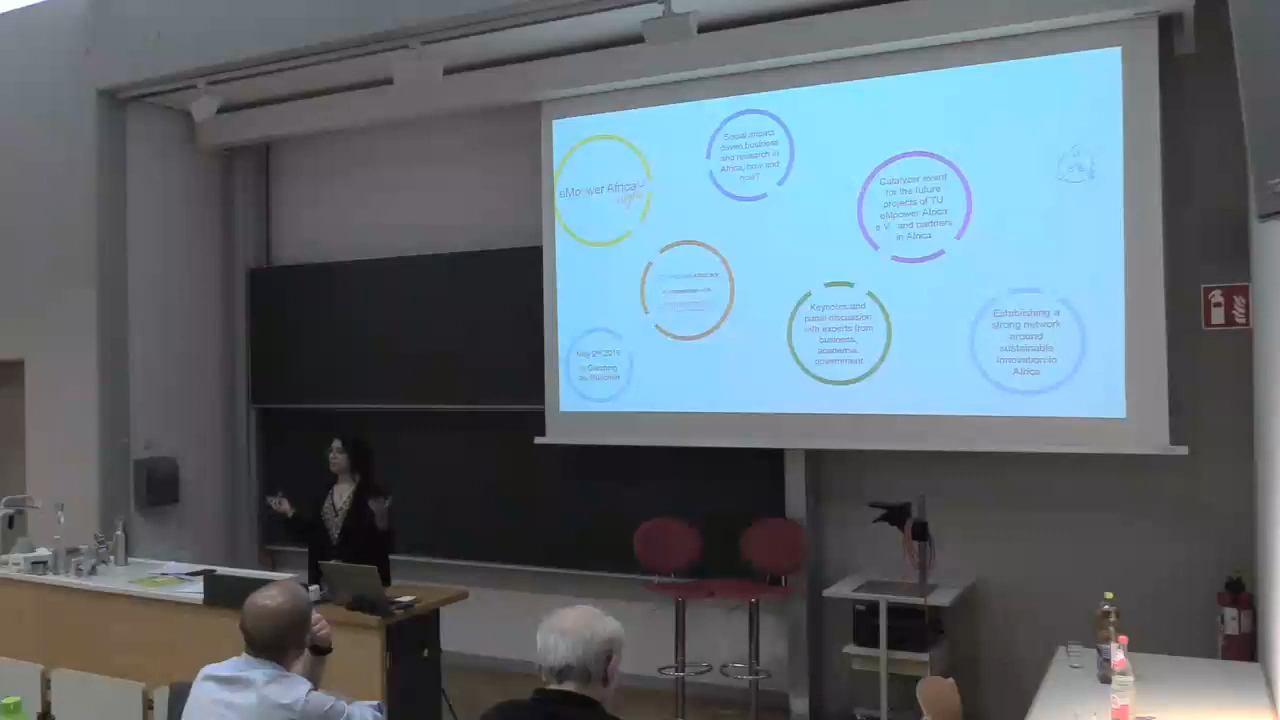 eMpower Africa -
night
Social impact
driven business
and research in
Africa, how and
now?
Catalyzer event
for the future
projects of TU
eMpower Africa
e.V. and partners
in Africa
Keynotes and
panel discussion
with experts from
business,
academia,
government
Establishing a
strong network
around
sustainable
innovation in
Africa
in Garching